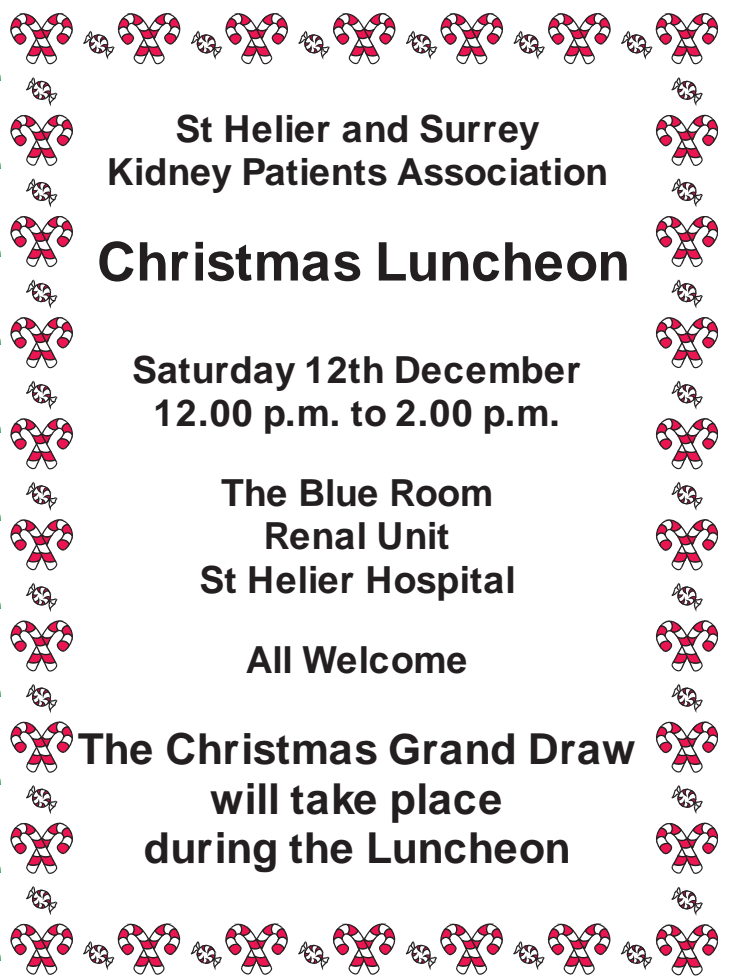 St Helier and Surrey
Kidney Patients Association
Christmas Luncheon
Saturday 12th December
12.00 p.m. to 2.00 p.m.
The Blue Room
Renal Unit
St Helier Hospital
All Welcome
The Christmas Grand Draw
will take place
during the Luncheon